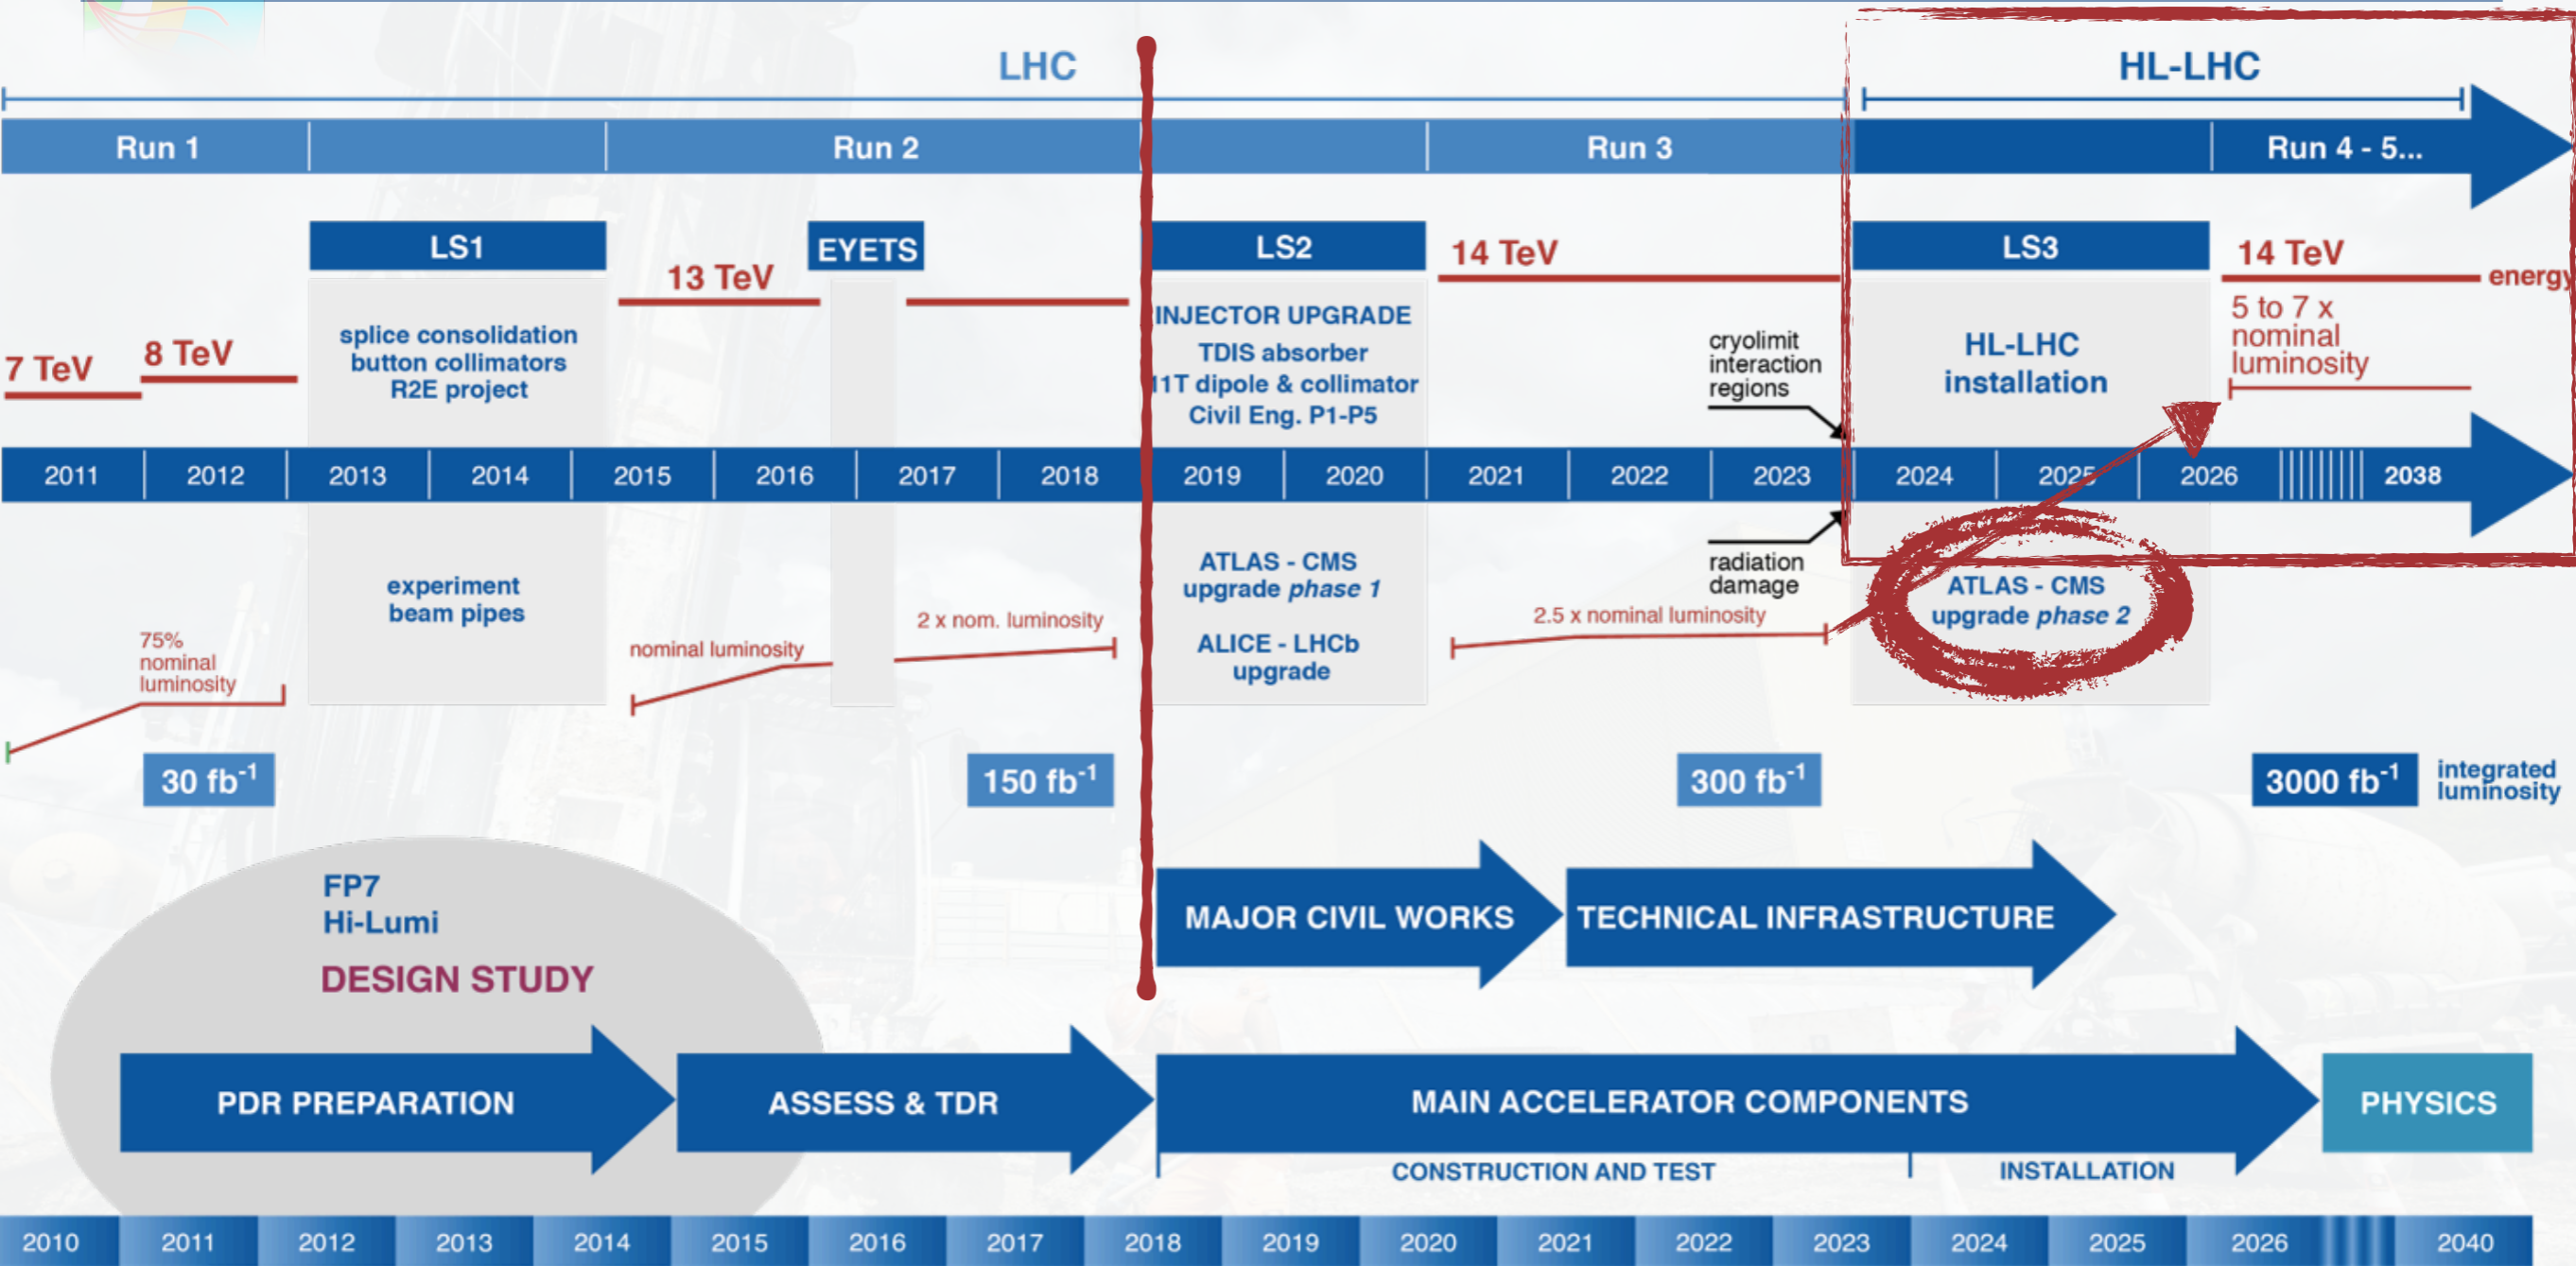 LHC
HL-LHC
Run 1
Run 2
Run 3
Run 4 - 5...
LS1
EYETS
LS2
14 TeV
LS3
14 TeV
energy
13 TeV
7 TeV
8 TeV
splice consolidation
button collimators
R2E project
INJECTOR UPGRADE
TDIS absorber
11T dipole & collimator
Civil Eng. P1-P5
cryolimit
interaction
regions
HL-LHC
installation
5 to 7 x
nominal
luminosity
2011 2012 2013 2014 2015 2016 2017 2018 2019 2020 2021 2022 2023 2024 2025 2026 2038
experiment
beam pipes
ATLAS - CMS
upgrade phase 1
ALICE - LHCb
upgrade
radiation
damage
ATLAS - CMS
upgrade phase 2
75%
nominal
luminosity
nominal luminosity
2 x nom. luminosity
2.5 x nominal luminosity
30 fb-1
150 fb-1
300 fb-1
3000 fb-1
integrated
luminosity
FP7
Hi-Lumi
DESIGN STUDY
MAJOR CIVIL WORKS
TECHNICAL INFRASTRUCTURE
PDR PREPARATION
ASSESS & TDR
MAIN ACCELERATOR COMPONENTS
PHYSICS
CONSTRUCTION AND TEST
INSTALLATION
2010 2011 2012 2013 2014 2015 2016 2017 2018 2019 2020 2021 2022 2023 2024 2025 2026 2040